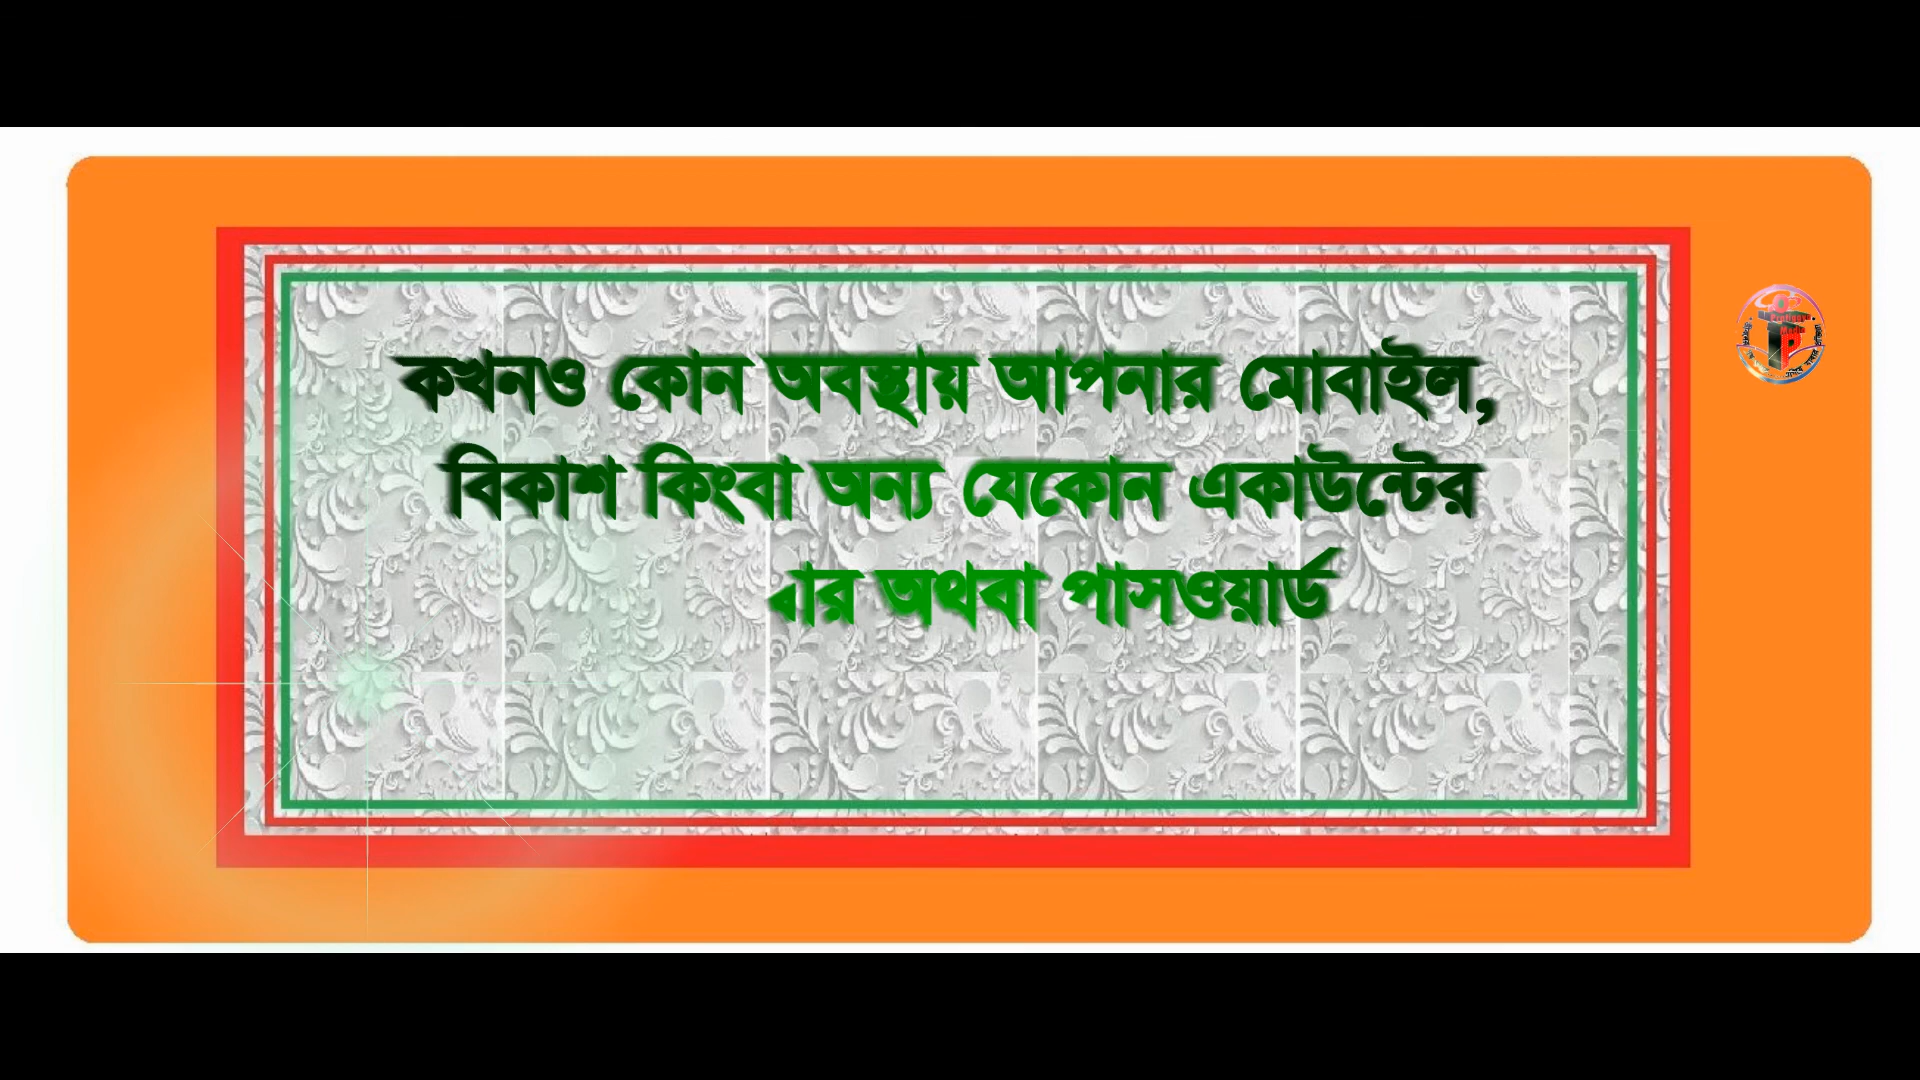 কখনও কোন অবস্থায় আপনার মোবাইল,
বিকাশ কিংবা অন্য যেকোন একাউন্টের
অথবা পাসওয়ার্ড